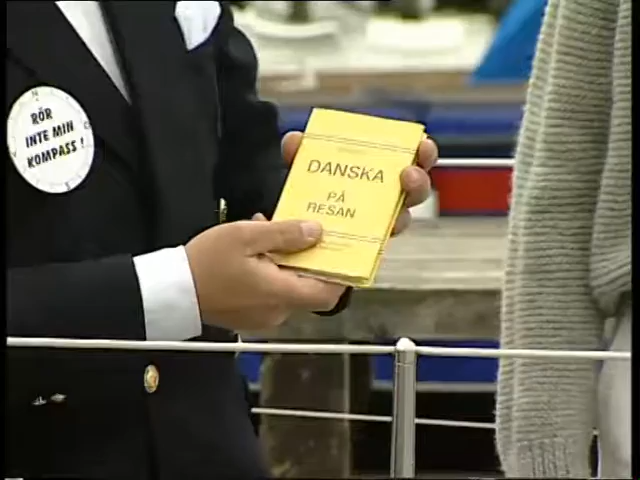 RÖR
INTE MIN
KOMPASS !
DANSKA
PÅ
RESAN